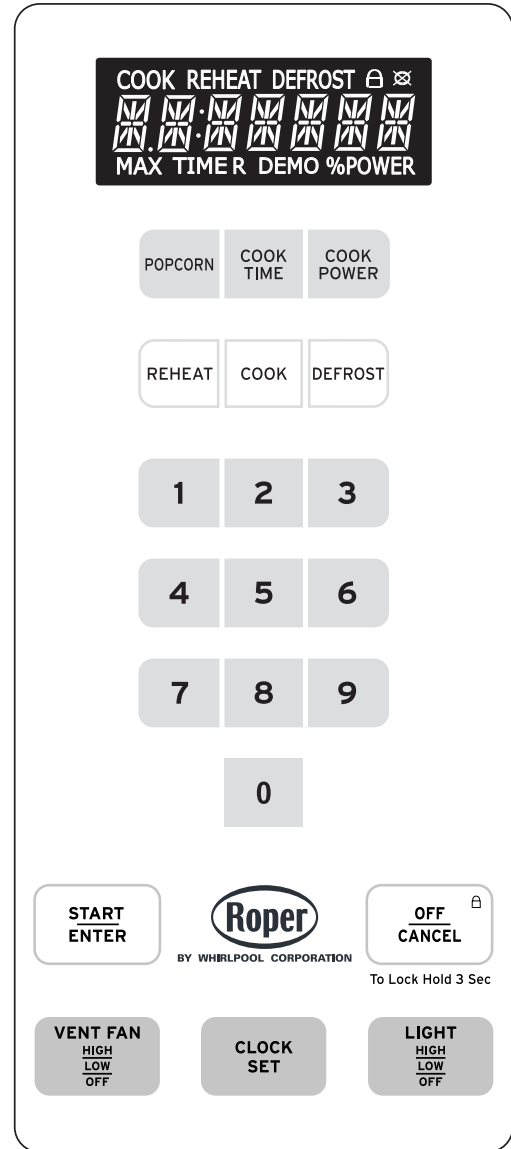 COOK REHEAT DEFROST
MAX TIMER DEMO %POWER
POPCORN
COOK
TIME
COOK
POWER
REHEAT
COOK
DEFROST
1 2 3
4 5 6
7 8 9
0
START
ENTER
Roper
BY WHIRLPOOL CORPORATION
OFF
CANCEL
To Lock Hold 3 Sec
VENT FAN
HIGH
LOW
OFF
CLOCK
SET
LIGHT
HIGH
LOW
OFF